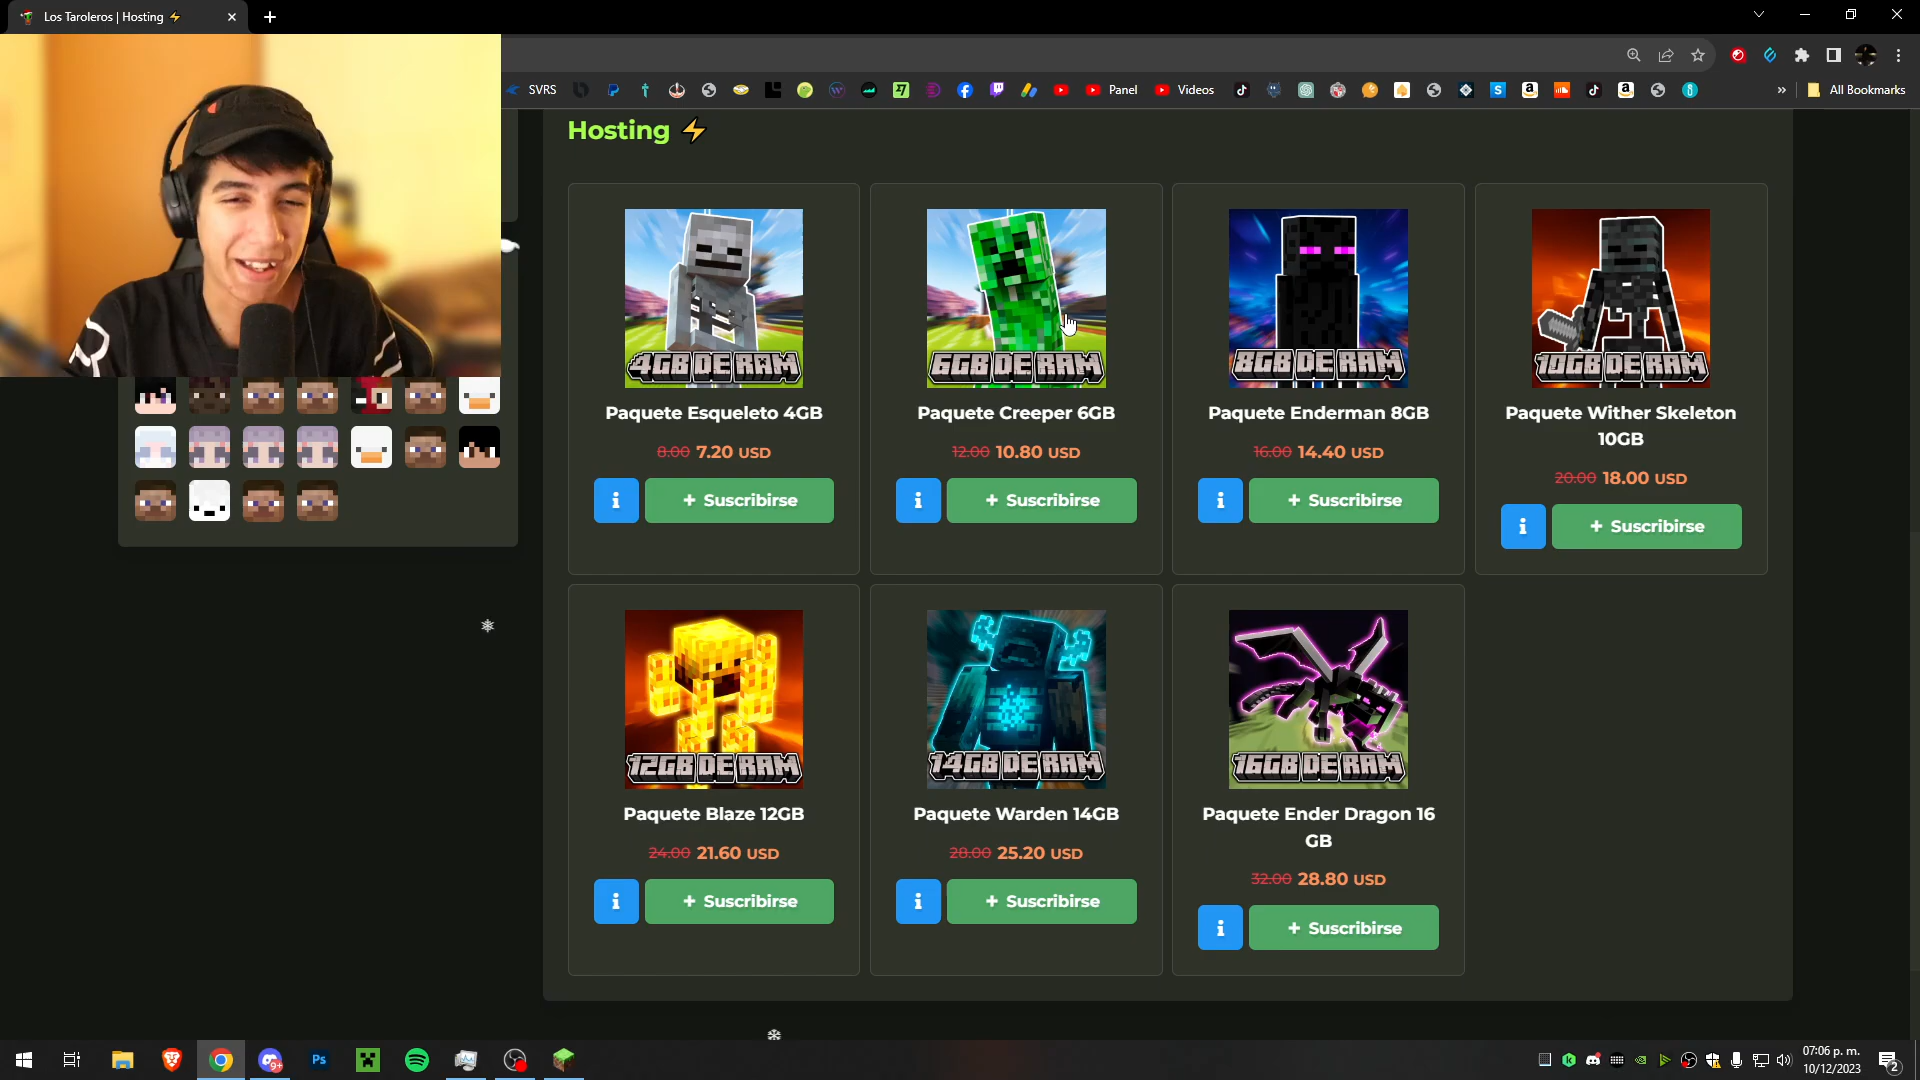 Los Taroleros | Hosting ⚡
SVRS
Panel
Videos
»
All Bookmarks
Hosting ⚡
4GB DE RAM
6GB DE RAM
8GB DE RAM
10GB DE RAM
Paquete Esqueleto 4GB
8.00 7.20 USD
i
+ Suscribirse
Paquete Creeper 6GB
12.00 10.80 USD
i
+ Suscribirse
Paquete Enderman 8GB
16.00 14.40 USD
i
+ Suscribirse
Paquete Wither Skeleton
10GB
20.00 18.00 USD
i
+ Suscribirse
12GB DE RAM
14GB DE RAM
16GB DE RAM
Paquete Blaze 12GB
24.00 21.60 USD
i
+ Suscribirse
Paquete Warden 14GB
28.00 25.20 USD
i
+ Suscribirse
Paquete Ender Dragon 16
GB
32.00 28.80 USD
i
+ Suscribirse
9+
Ps
07:06 p. m.
10/12/2023
2